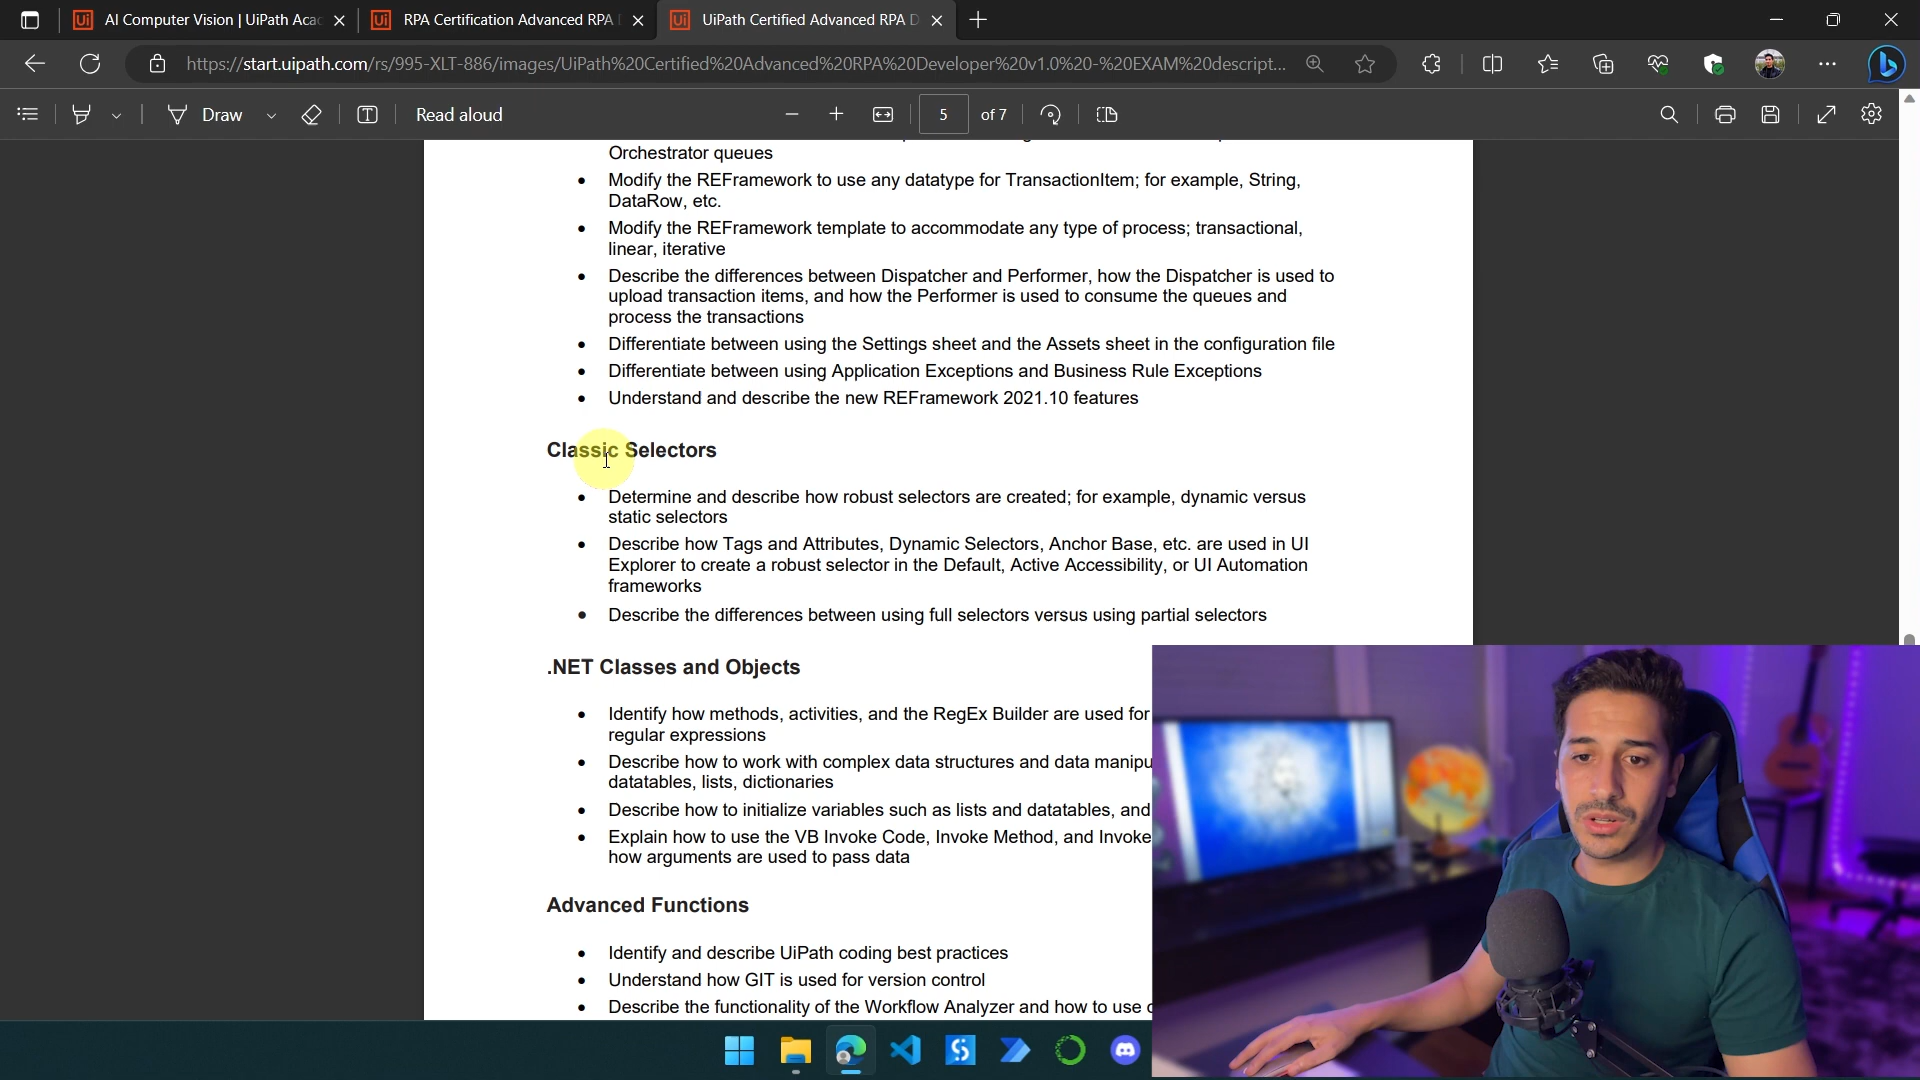 AI Computer Vision | UiPath Aca
RPA Certification Advanced RPA
UiPath Certified Advanced RPA D
https://start.uipath.com/rs/995-XLT-886/images/UiPath%20Certified%20Advanced%20RPA%20Developer%20v1.0%20-%20EXAM%20descript...
Draw
Read aloud
5 of 7
Orchestrator queues
• Modify the REFramework to use any datatype for TransactionItem; for example, String,
DataRow, etc.
• Modify the REFramework template to accommodate any type of process; transactional,
linear, iterative
• Describe the differences between Dispatcher and Performer, how the Dispatcher is used to
upload transaction items, and how the Performer is used to consume the queues and
process the transactions
• Differentiate between using the Settings sheet and the Assets sheet in the configuration file
• Differentiate between using Application Exceptions and Business Rule Exceptions
• Understand and describe the new REFramework 2021.10 features
Classic Selectors
• Determine and describe how robust selectors are created; for example, dynamic versus
static selectors
• Describe how Tags and Attributes, Dynamic Selectors, Anchor Base, etc. are used in UI
Explorer to create a robust selector in the Default, Active Accessibility, or UI Automation
frameworks
• Describe the differences between using full selectors versus using partial selectors
.NET Classes and Objects
• Identify how methods, activities, and the RegEx Builder are used for
regular expressions
• Describe how to work with complex data structures and data manipu
datatables, lists, dictionaries
• Describe how to initialize variables such as lists and datatables, and
• Explain how to use the VB Invoke Code, Invoke Method, and Invoke
how arguments are used to pass data
Advanced Functions
• Identify and describe UiPath coding best practices
• Understand how GIT is used for version control
• Describe the functionality of the Workflow Analyzer and how to use